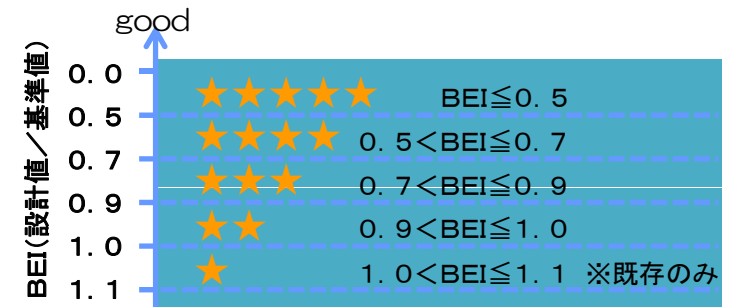 good
0.0
★★★★★ BEI≦0.5
0.5
★★★★ 0.5<BEI≦0.7
0.7
★★★ 0.7<BEI≦0.9
0.9
★★ 0.9<BEI≦1.0
1.0
★ 1.0<BEI≦1.1 ※既存のみ
1.1
BEI(設計値/基準値)